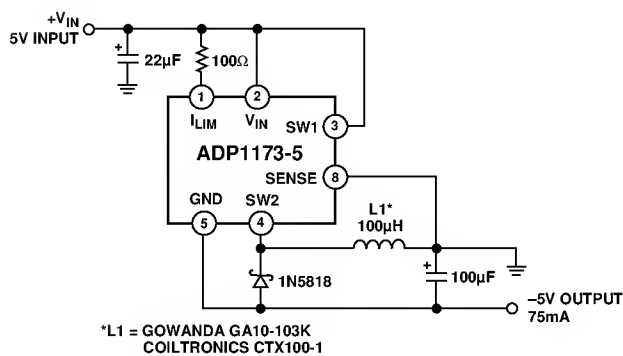 +VIN
5V INPUT
+
22µF
100Ω
1
2
ILIM
VIN
SW1
3
ADP1173-5
SENSE
8
GND
SW2
5
4
L1*
100µH
1N5818
+
100µF
–5V OUTPUT
75mA
*L1 = GOWANDA GA10-103K
COILTRONICS CTX100-1